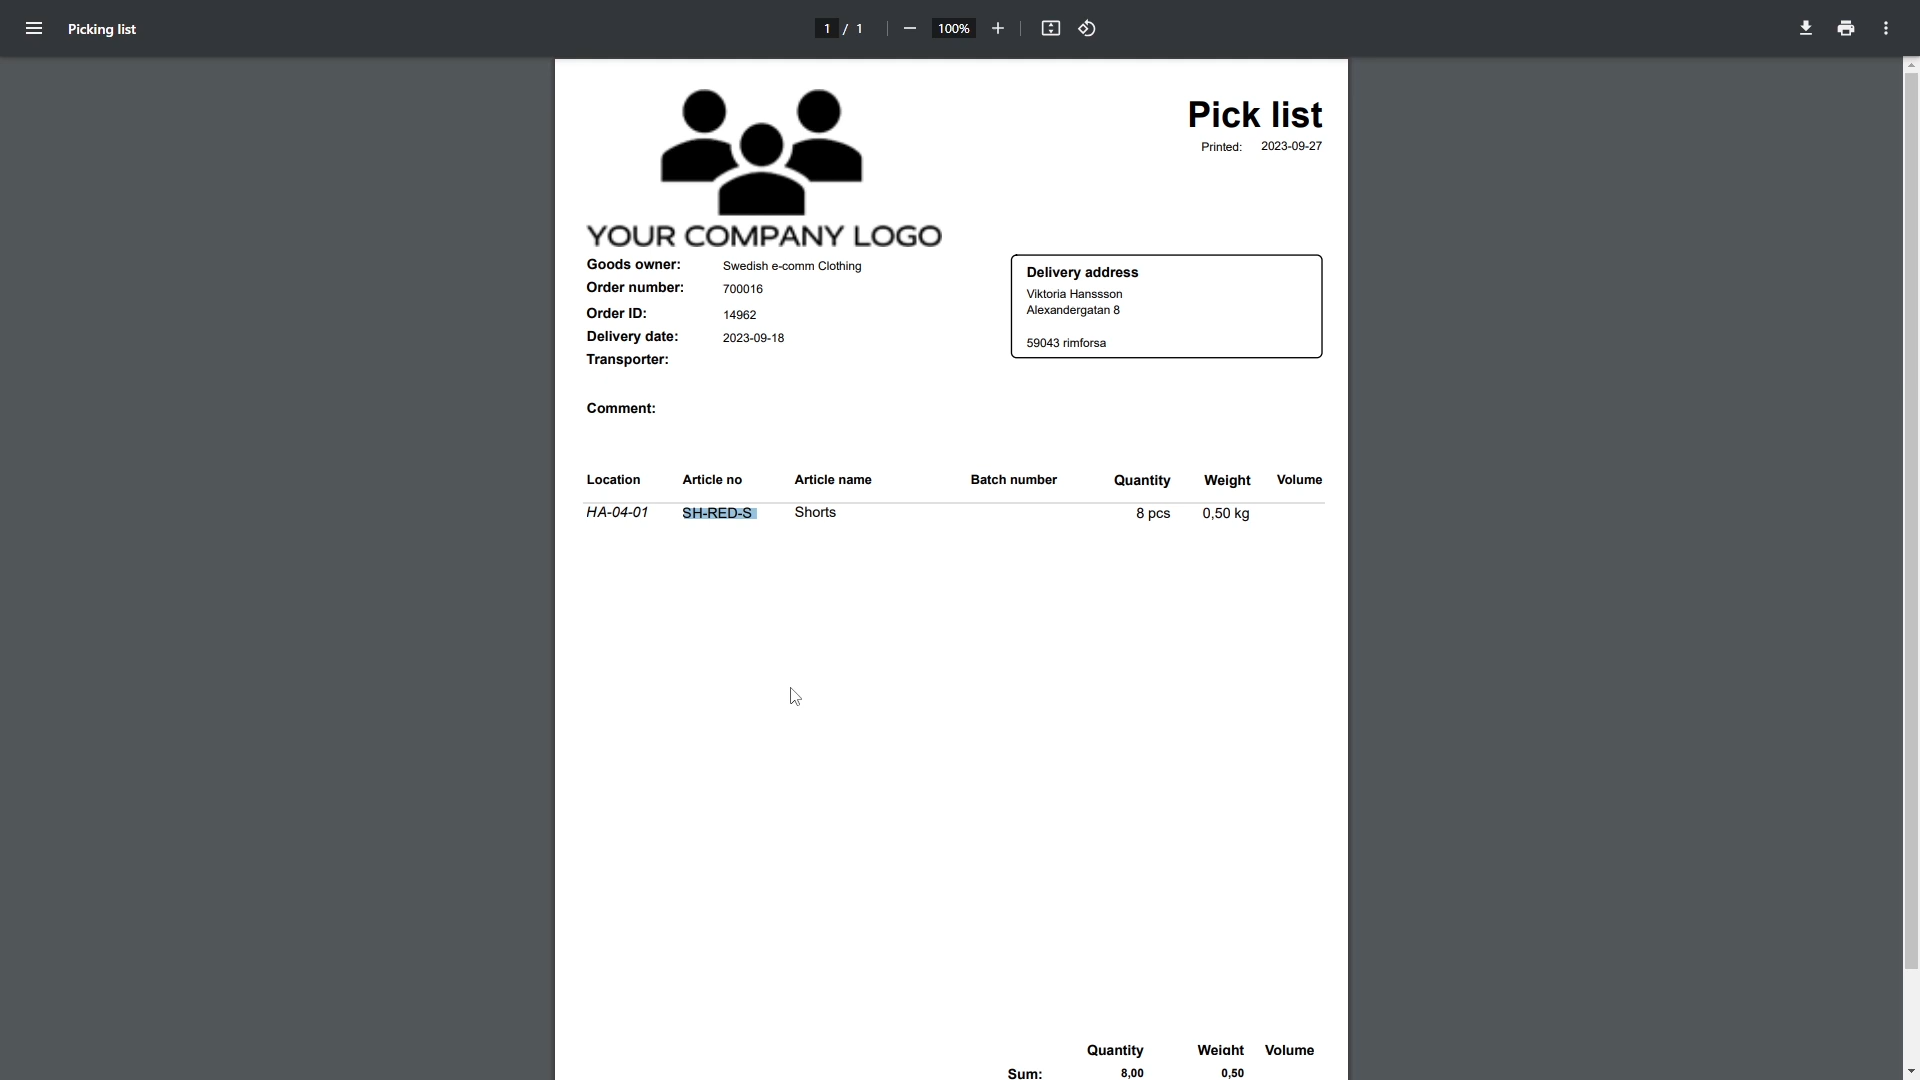 Picking list
1 / 1
100%
Pick list
Printed: 2023-09-27
YOUR COMPANY LOGO
Goods owner: Swedish e-comm Clothing
Order number: 700016
Order ID: 14962
Delivery date: 2023-09-18
Transporter:
Delivery address
Viktoria Hanssson
Alexandergatan 8
59043 rimforsa
Comment:
Location Article no Article name Batch number Quantity Weight Volume
HA-04-01 SH-RED-S Shorts 8 pcs 0,50 kg
Quantity Weight Volume
Sum: 8,00 0,50